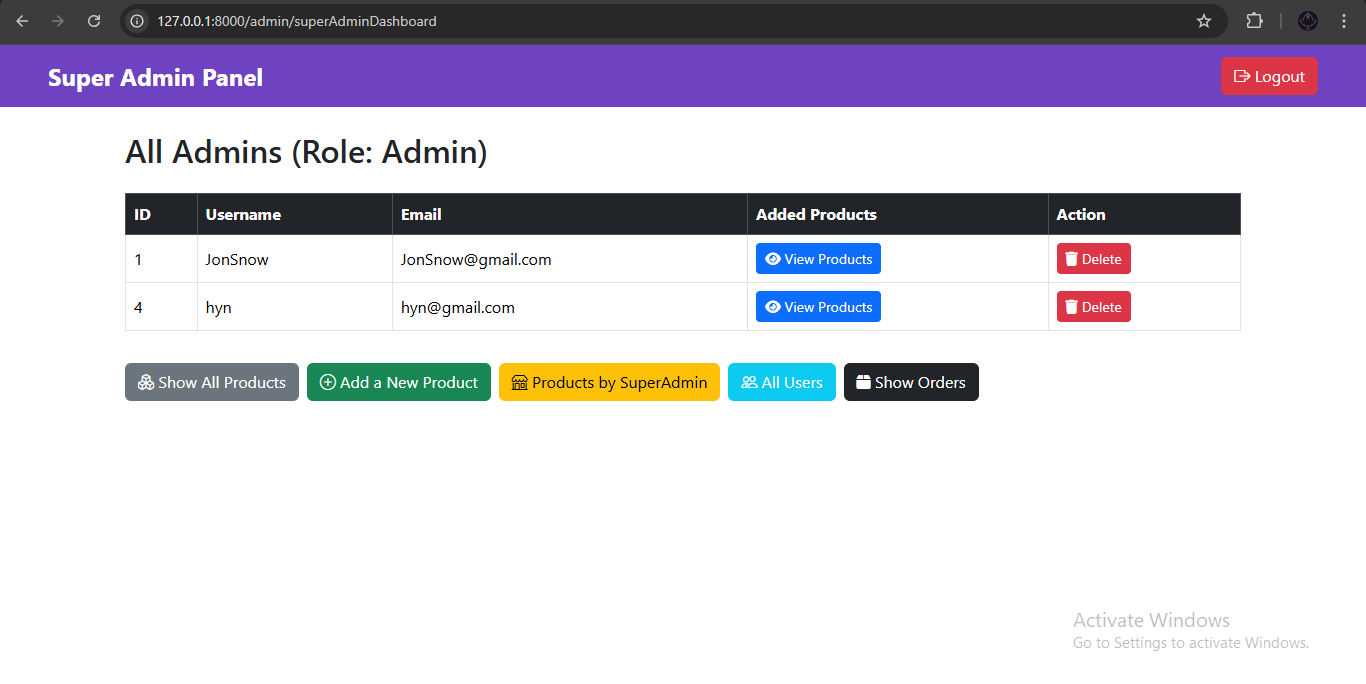 127.0.0.1:8000/admin/superAdminDashboard
Super Admin Panel Logout
All Admins (Role: Admin)
ID Username Email Added Products Action
1 JonSnow JonSnow@gmail.com View Products Delete
4 hyn hyn@gmail.com View Products Delete
Show All Products Add a New Product Products by SuperAdmin All Users Show Orders
Activate Windows
Go to Settings to activate Windows.